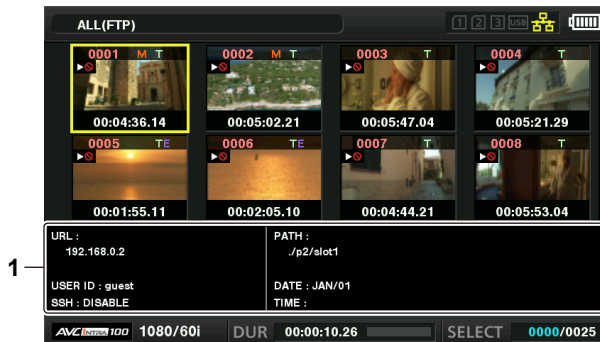 ALL(FTP) 1 2 3 USB
0001 M T 0002 M T 0003 T 0004 T
00:04:36.14 00:05:02.21 00:05:47.04 00:05:21.29
0005 TE 0006 TE 0007 T 0008 T
00:01:55.11 00:02:05.10 00:04:44.21 00:05:53.04
1
URL : PATH :
192.168.0.2 ./p2/slot1
USER ID : guest DATE : JAN/01
SSH : DISABLE TIME :
AVC INTRA 100 1080/60i DUR 00:00:10.26 SELECT 0000/0025